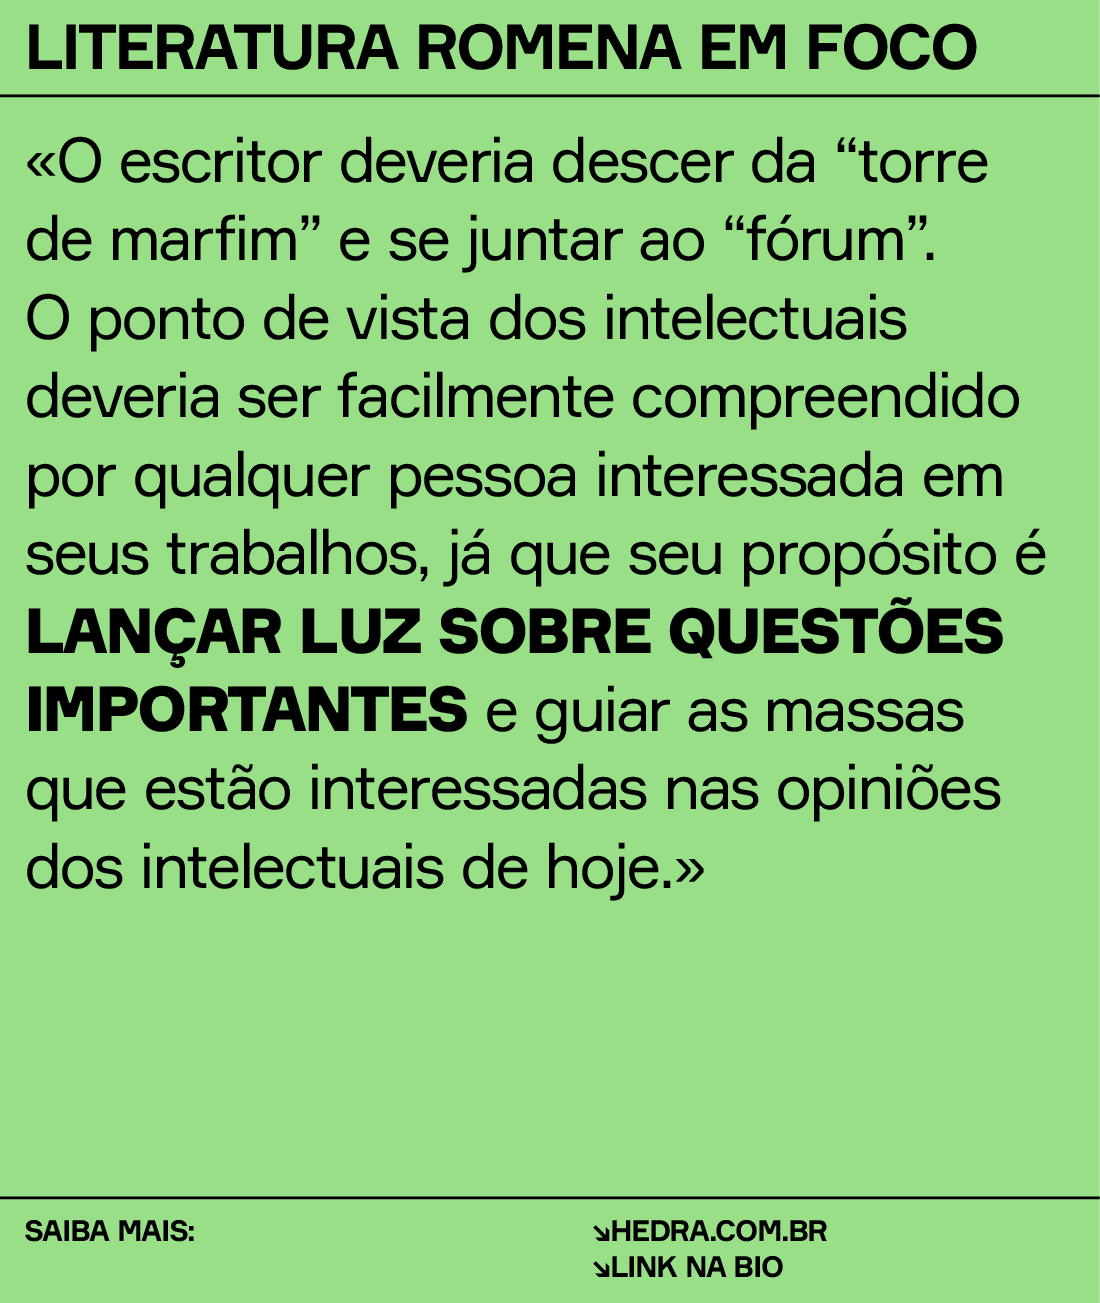 LITERATURA ROMENA EM FOCO
«O escritor deveria descer da “torre
de marfim” e se juntar ao “fórum”.
O ponto de vista dos intelectuais
deveria ser facilmente compreendido
por qualquer pessoa interessada em
seus trabalhos, já que seu propósito é
LANÇAR LUZ SOBRE QUESTÕES
IMPORTANTES e guiar as massas
que estão interessadas nas opiniões
dos intelectuais de hoje.»
SAIBA MAIS:
↘HEDRA.COM.BR
↘LINK NA BIO